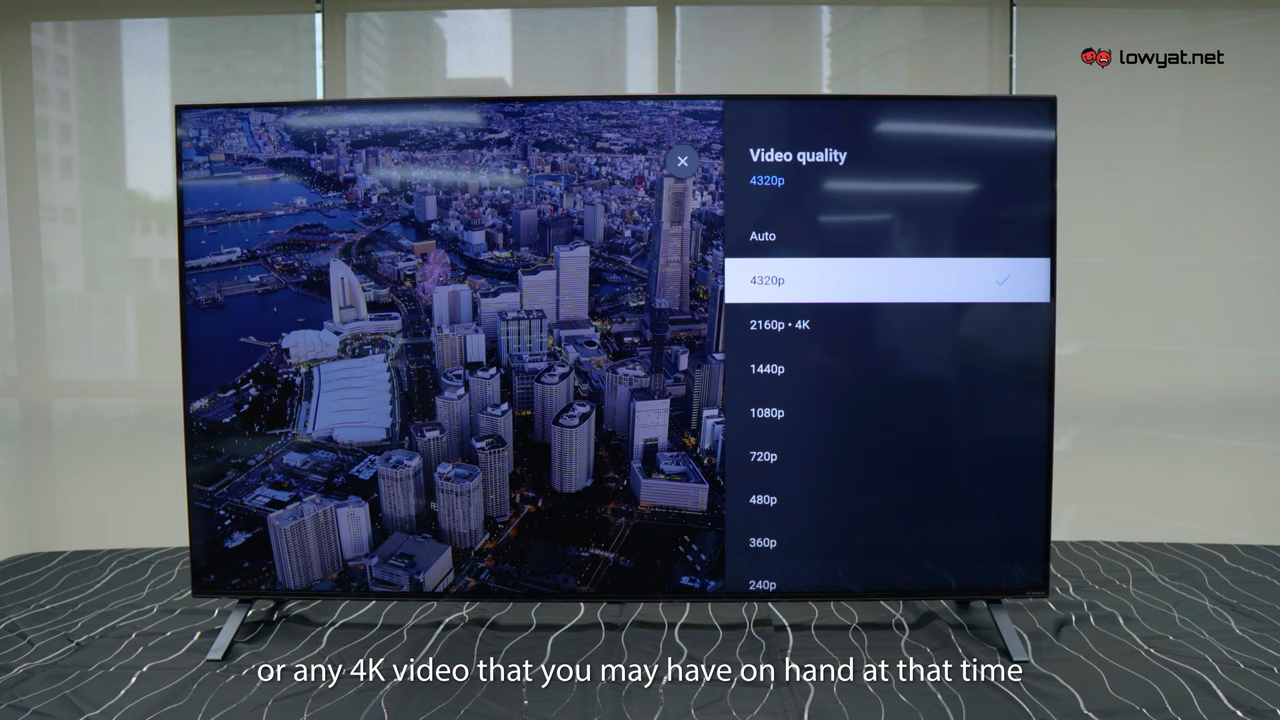 lowyat.net
Video quality
4320p
Auto
4320p
2160p • 4K
1440p
1080p
720p
480p
360p
240p
or any 4K video that you may have on hand at that time